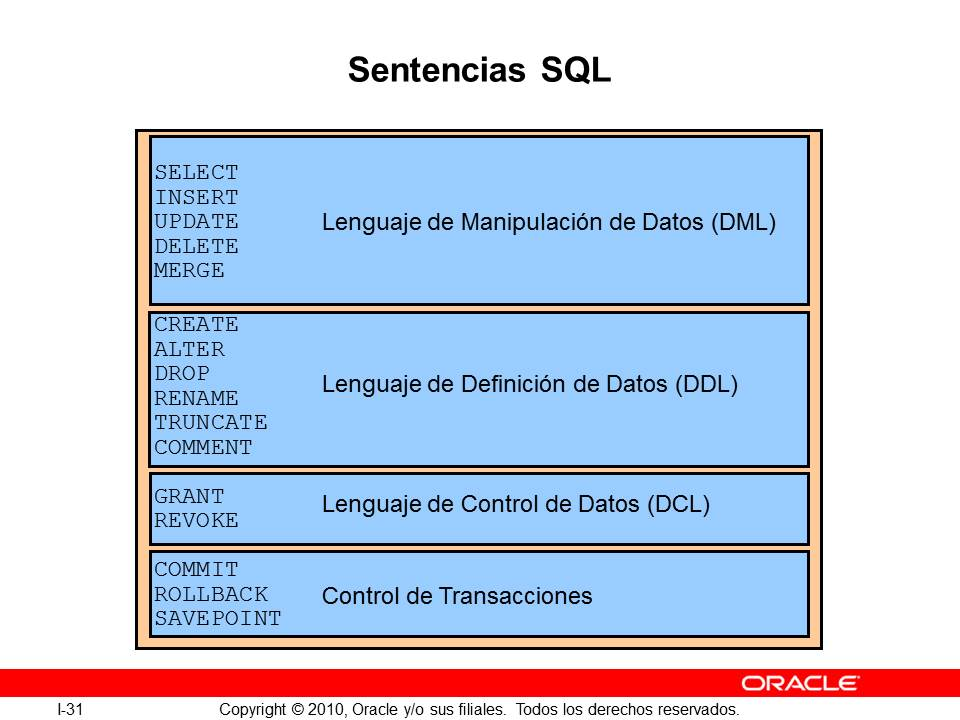 Sentencias SQL
SELECT
INSERT
UPDATE
DELETE
MERGE
Lenguaje de Manipulación de Datos (DML)
CREATE
ALTER
DROP
RENAME
TRUNCATE
COMMENT
Lenguaje de Definición de Datos (DDL)
GRANT
REVOKE
Lenguaje de Control de Datos (DCL)
COMMIT
ROLLBACK
SAVEPOINT
Control de Transacciones
ORACLE
I-31 Copyright © 2010, Oracle y/o sus filiales. Todos los derechos reservados.